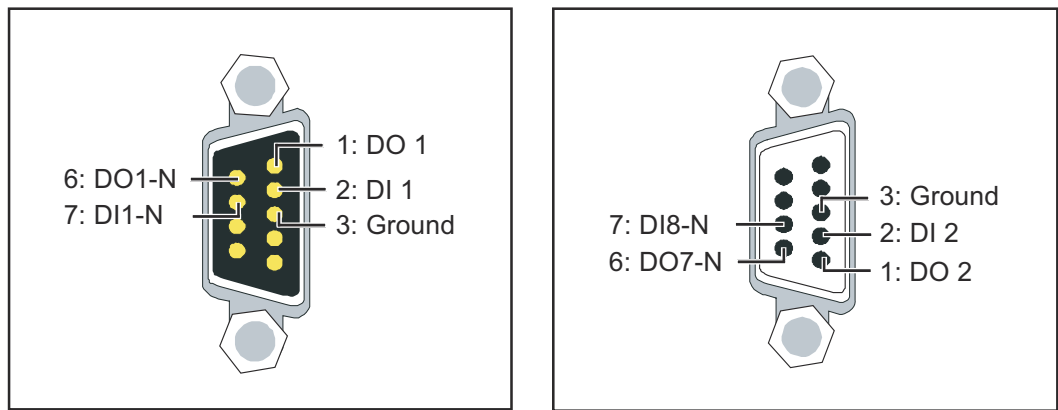 1: DO 1
6: DO1-N
2: DI 1
7: DI1-N
3: Ground
3: Ground
7: DI8-N
2: DI 2
6: DO7-N
1: DO 2